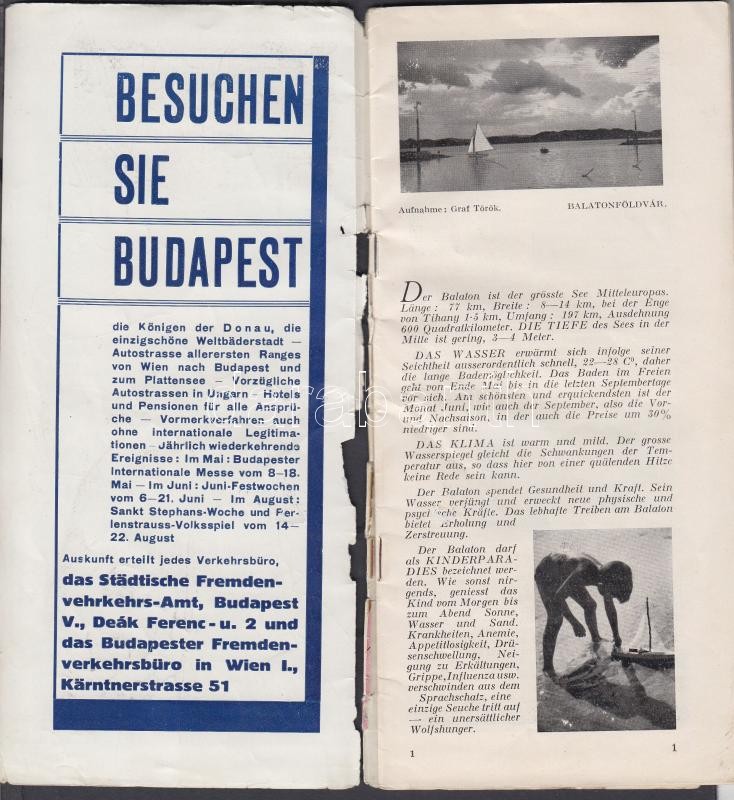 BESUCHEN
SIE
BUDAPEST
die Königen der Donau, die
einzigschöne Weltbäderstadt —
Autostrasse allerersten Ranges
von Wien nach Budapest und
zum Plattensee — Vorzügliche
Autostrassen in Ungarn — Hotels
und Pensionen für alle Ansprü-
che — Vormerkverfahren auch
ohne internationale Legitima-
tionen — Jährlich wiederkehrende
Ereignisse: Im Mai: Budapester
Internationale Messe vom 8—18.
Mai — Im Juni: Juni-Festwochen
vom 6—21. Juni — Im August:
Sankt Stephans-Woche und Per-
lenstrauss-Volksspiel vom 14—
22. August
Auskunft erteilt jedes Verkehrsbüro,
das Städtische Fremden-
vehrkehrs-Amt, Budapest
V., Deák Ferenc-u. 2 und
das Budapester Fremden-
verkehrsbüro in Wien I.,
Kärntnerstrasse 51
Aufnahme: Graf Török. BALATONFÖLDVÁR.
Der Balaton ist der grösste See Mitteleuropas.
Länge: 77 km, Breite: 8—14 km, bei der Enge
von Tihany 1·5 km, Umfang: 197 km, Ausdehnung
600 Quadratkilometer. DIE TIEFE des Sees in der
Mitte ist gering, 3—4 Meter.
DAS WASSER erwärmt sich infolge seiner
Seichtheit ausserordentlich schnell, 22—28 C⁰, daher
die lange Bademöglichkeit. Das Baden im Freien
geht von Ende Mai bis in die letzten Septembertage
vor sich. Am schönsten und erquickendsten ist der
Monat Juni, wie auch der September, also die Vor-
und Nachsaison, in der auch die Preise um 30%
niedriger sind.
DAS KLIMA ist warm und mild. Der grosse
Wasserspiegel gleicht die Schwankungen der Tem-
peratur aus, so dass hier von einer quälenden Hitze
keine Rede sein kann.
Der Balaton spendet Gesundheit und Kraft. Sein
Wasser verjüngt und erweckt neue physische und
psychische Kräfte. Das lebhafte Treiben am Balaton
bietet Erholung und
Zerstreuung.
Der Balaton darf
als KINDERPARA-
DIES bezeichnet wer-
den. Wie sonst nir-
gends, geniesst das
Kind vom Morgen bis
zum Abend Sonne,
Wasser und Sand.
Krankheiten, Anemie,
Appetitlosigkeit, Drü-
senschwellung, Nei-
gung zu Erkältungen,
Grippe, Influenza usw.
verschwinden aus dem
Sprachschatz, eine
einzige Seuche tritt auf
— ein unersättlicher
Wolfshunger.
1 1